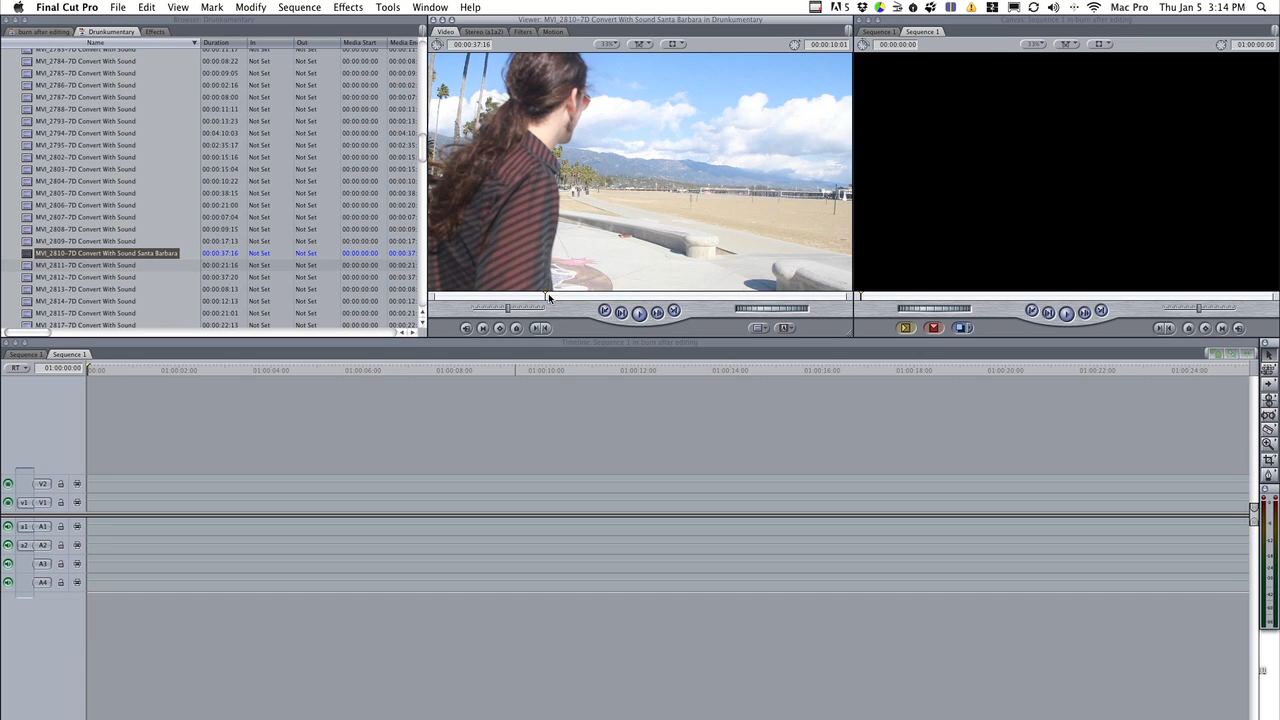 Final Cut Pro File Edit View Mark Modify Sequence Effects Tools Window Help 5 Mac Pro Thu Jan 5 3:14 PM
Browser: Drunkumentary
Viewer: MVI_2810-7D Convert With Sound Santa Barbara in Drunkumentary
Canvas: Sequence 1 in burn after editing
burn after editing Drunkumentary Effects
Video Stereo (a1a2) Filters Motion
Sequence 1 Sequence 1
Name Duration In Out Media Start Media En
00:00:37:16 33% 00:00:10:01
00:00:00:00 33% 01:00:00:00
MVI_2784-7D Convert With Sound 00:00:08:22 Not Set Not Set 00:00:00:00 00:00:08:
MVI_2785-7D Convert With Sound 00:00:09:05 Not Set Not Set 00:00:00:00 00:00:09:
MVI_2786-7D Convert With Sound 00:00:02:16 Not Set Not Set 00:00:00:00 00:00:02:
MVI_2787-7D Convert With Sound 00:00:08:00 Not Set Not Set 00:00:00:00 00:00:07:
MVI_2788-7D Convert With Sound 00:00:11:11 Not Set Not Set 00:00:00:00 00:00:11:
MVI_2793-7D Convert With Sound 00:00:13:23 Not Set Not Set 00:00:00:00 00:00:13:
MVI_2794-7D Convert With Sound 00:04:10:03 Not Set Not Set 00:00:00:00 00:04:10:
MVI_2795-7D Convert With Sound 00:02:35:17 Not Set Not Set 00:00:00:00 00:02:35:
MVI_2802-7D Convert With Sound 00:00:15:16 Not Set Not Set 00:00:00:00 00:00:15:
MVI_2803-7D Convert With Sound 00:00:15:04 Not Set Not Set 00:00:00:00 00:00:15:
MVI_2804-7D Convert With Sound 00:00:10:22 Not Set Not Set 00:00:00:00 00:00:10:
MVI_2805-7D Convert With Sound 00:00:38:15 Not Set Not Set 00:00:00:00 00:00:38:
MVI_2806-7D Convert With Sound 00:00:21:00 Not Set Not Set 00:00:00:00 00:00:20:
MVI_2807-7D Convert With Sound 00:00:07:04 Not Set Not Set 00:00:00:00 00:00:07:
MVI_2808-7D Convert With Sound 00:00:09:15 Not Set Not Set 00:00:00:00 00:00:09:
MVI_2809-7D Convert With Sound 00:00:17:13 Not Set Not Set 00:00:00:00 00:00:17:
MVI_2810-7D Convert With Sound Santa Barbara 00:00:37:16 Not Set Not Set 00:00:00:00 00:00:37:
MVI_2811-7D Convert With Sound 00:00:21:16 Not Set Not Set 00:00:00:00 00:00:21:
MVI_2812-7D Convert With Sound 00:00:37:20 Not Set Not Set 00:00:00:00 00:00:37:
MVI_2813-7D Convert With Sound 00:00:08:13 Not Set Not Set 00:00:00:00 00:00:08:
MVI_2814-7D Convert With Sound 00:00:12:13 Not Set Not Set 00:00:00:00 00:00:12:
MVI_2815-7D Convert With Sound 00:00:21:01 Not Set Not Set 00:00:00:00 00:00:21:
MVI_2817-7D Convert With Sound 00:00:22:13 Not Set Not Set 00:00:00:00 00:00:22:
Timeline: Sequence 1 in burn after editing
Sequence 1 Sequence 1
RT 01:00:00:00 00:00 01:00:02:00 01:00:04:00 01:00:06:00 01:00:08:00 01:00:10:00 01:00:12:00 01:00:14:00 01:00:16:00 01:00:18:00 01:00:20:00 01:00:22:00 01:00:24:00
V2
v1 V1
a1 A1
a2 A2
A3
A4